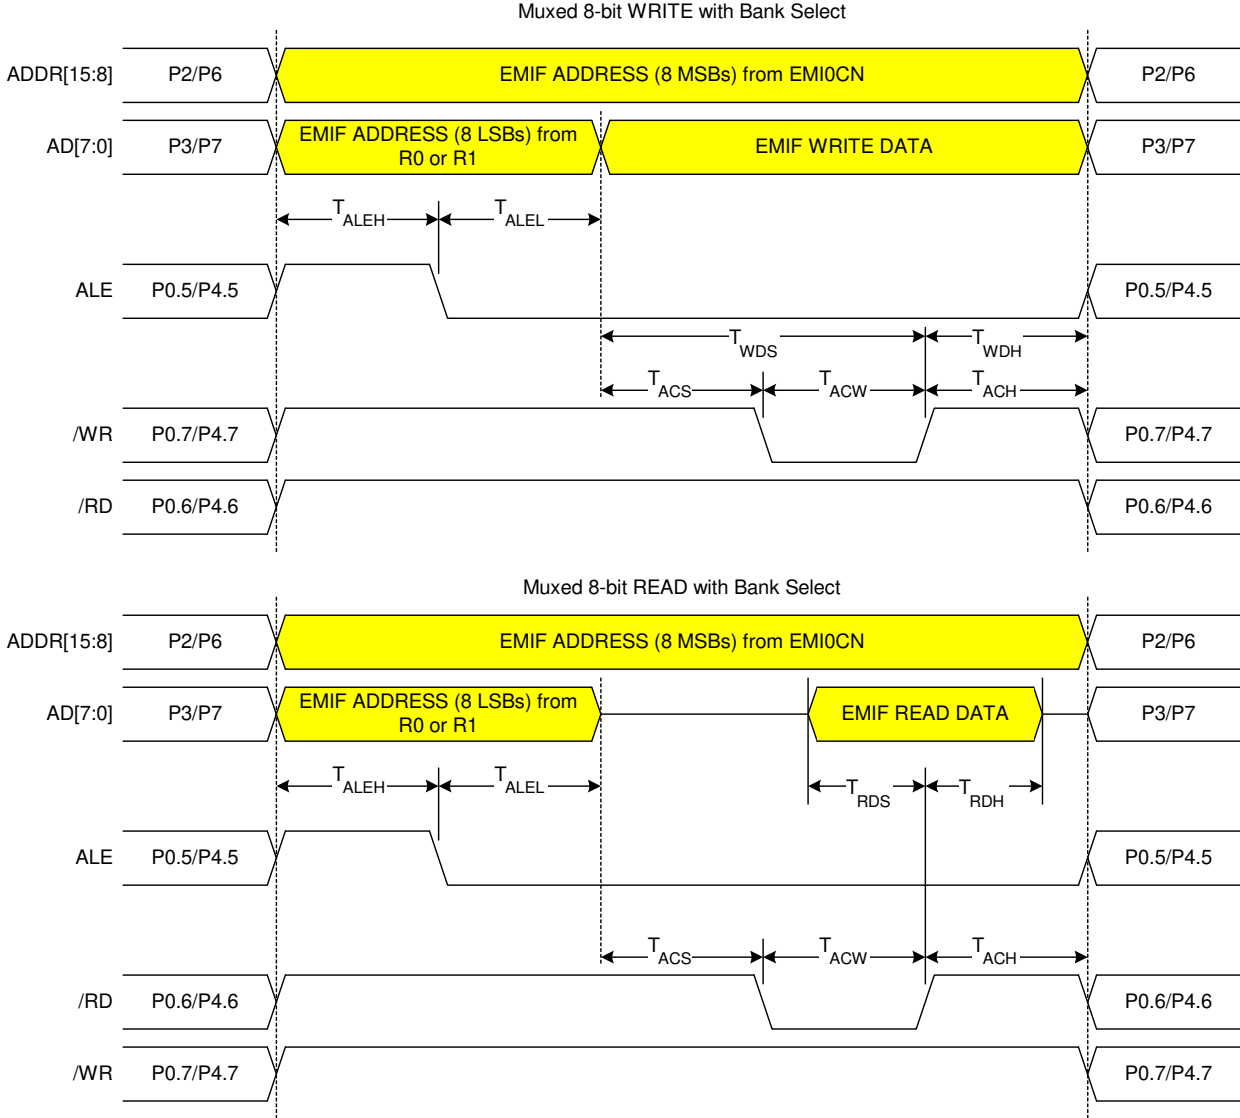 Muxed 8-bit WRITE with Bank Select
ADDR[15:8] P2/P6 EMIF ADDRESS (8 MSBs) from EMI0CN P2/P6
AD[7:0] P3/P7 EMIF ADDRESS (8 LSBs) from
R0 or R1 EMIF WRITE DATA P3/P7
TALEH TALEL
ALE P0.5/P4.5 P0.5/P4.5
TWDS TWDH
TACS TACW TACH
/WR P0.7/P4.7 P0.7/P4.7
/RD P0.6/P4.6 P0.6/P4.6
Muxed 8-bit READ with Bank Select
ADDR[15:8] P2/P6 EMIF ADDRESS (8 MSBs) from EMI0CN P2/P6
AD[7:0] P3/P7 EMIF ADDRESS (8 LSBs) from
R0 or R1 EMIF READ DATA P3/P7
TALEH TALEL TRDS TRDH
ALE P0.5/P4.5 P0.5/P4.5
TACS TACW TACH
/RD P0.6/P4.6 P0.6/P4.6
/WR P0.7/P4.7 P0.7/P4.7